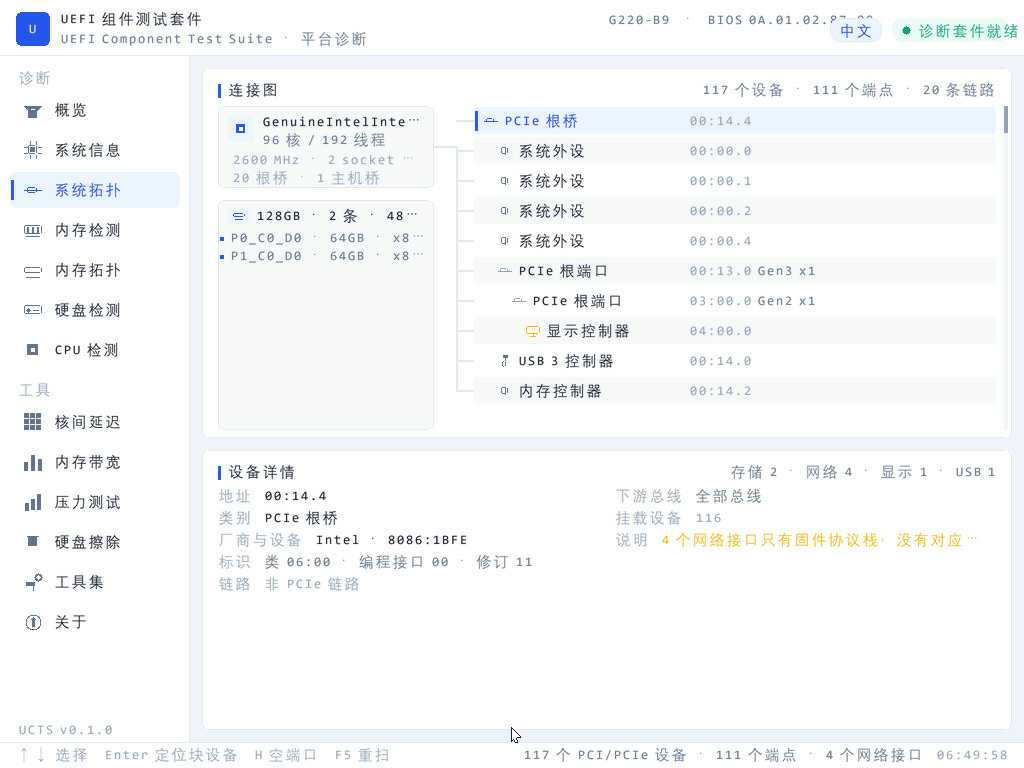 U
UEFI 组件测试套件
UEFI Component Test Suite · 平台诊断
G220-B9 · BIOS 0A.01.02.
中文
诊断套件就绪
诊断
概览
系统信息
系统拓扑
内存检测
内存拓扑
硬盘检测
CPU 检测
工具
核间延迟
内存带宽
压力测试
硬盘擦除
工具集
关于
UCTS v0.1.0
连接图
117 个设备 · 111 个端点 · 20 条链路
GenuineIntelInte…
96 核 / 192 线程
2600 MHz · 2 socket …
20 根桥 · 1 主机桥
128GB · 2 条 · 48…
P0_C0_D0 · 64GB · x8…
P1_C0_D0 · 64GB · x8…
PCIe 根桥 00:14.4
系统外设 00:00.0
系统外设 00:00.1
系统外设 00:00.2
系统外设 00:00.4
PCIe 根端口 00:13.0 Gen3 x1
PCIe 根端口 03:00.0 Gen2 x1
显示控制器 04:00.0
USB 3 控制器 00:14.0
内存控制器 00:14.2
设备详情
存储 2 · 网络 4 · 显示 1 · USB 1
地址 00:14.4
类别 PCIe 根桥
厂商与设备 Intel · 8086:1BFE
标识 类 06:00 · 编程接口 00 · 修订 11
链路 非 PCIe 链路
下游总线 全部总线
挂载设备 116
说明 4 个网络接口只有固件协议栈· 没有对应…
↑ ↓ 选择 Enter 定位块设备 H 空端口 F5 重扫
117 个 PCI/PCIe 设备 · 111 个端点 · 4 个网络接口 06:49:58